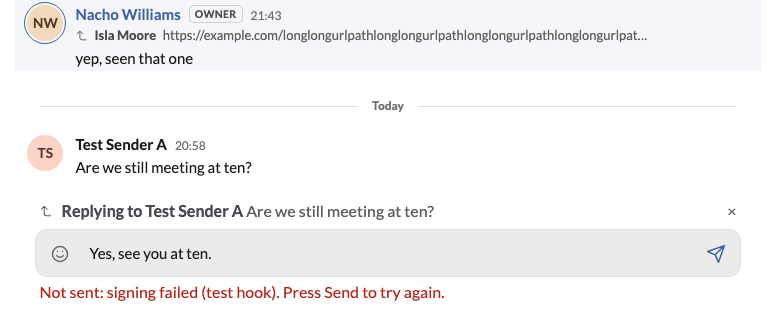 NW Nacho Williams OWNER 21:43
Isla Moore https://example.com/longlongurlpathlonglongurlpathlonglongurlpathlonglongurlpat...
yep, seen that one
Today
TS Test Sender A 20:58
Are we still meeting at ten?
Replying to Test Sender A Are we still meeting at ten? ×
Yes, see you at ten.
Not sent: signing failed (test hook). Press Send to try again.